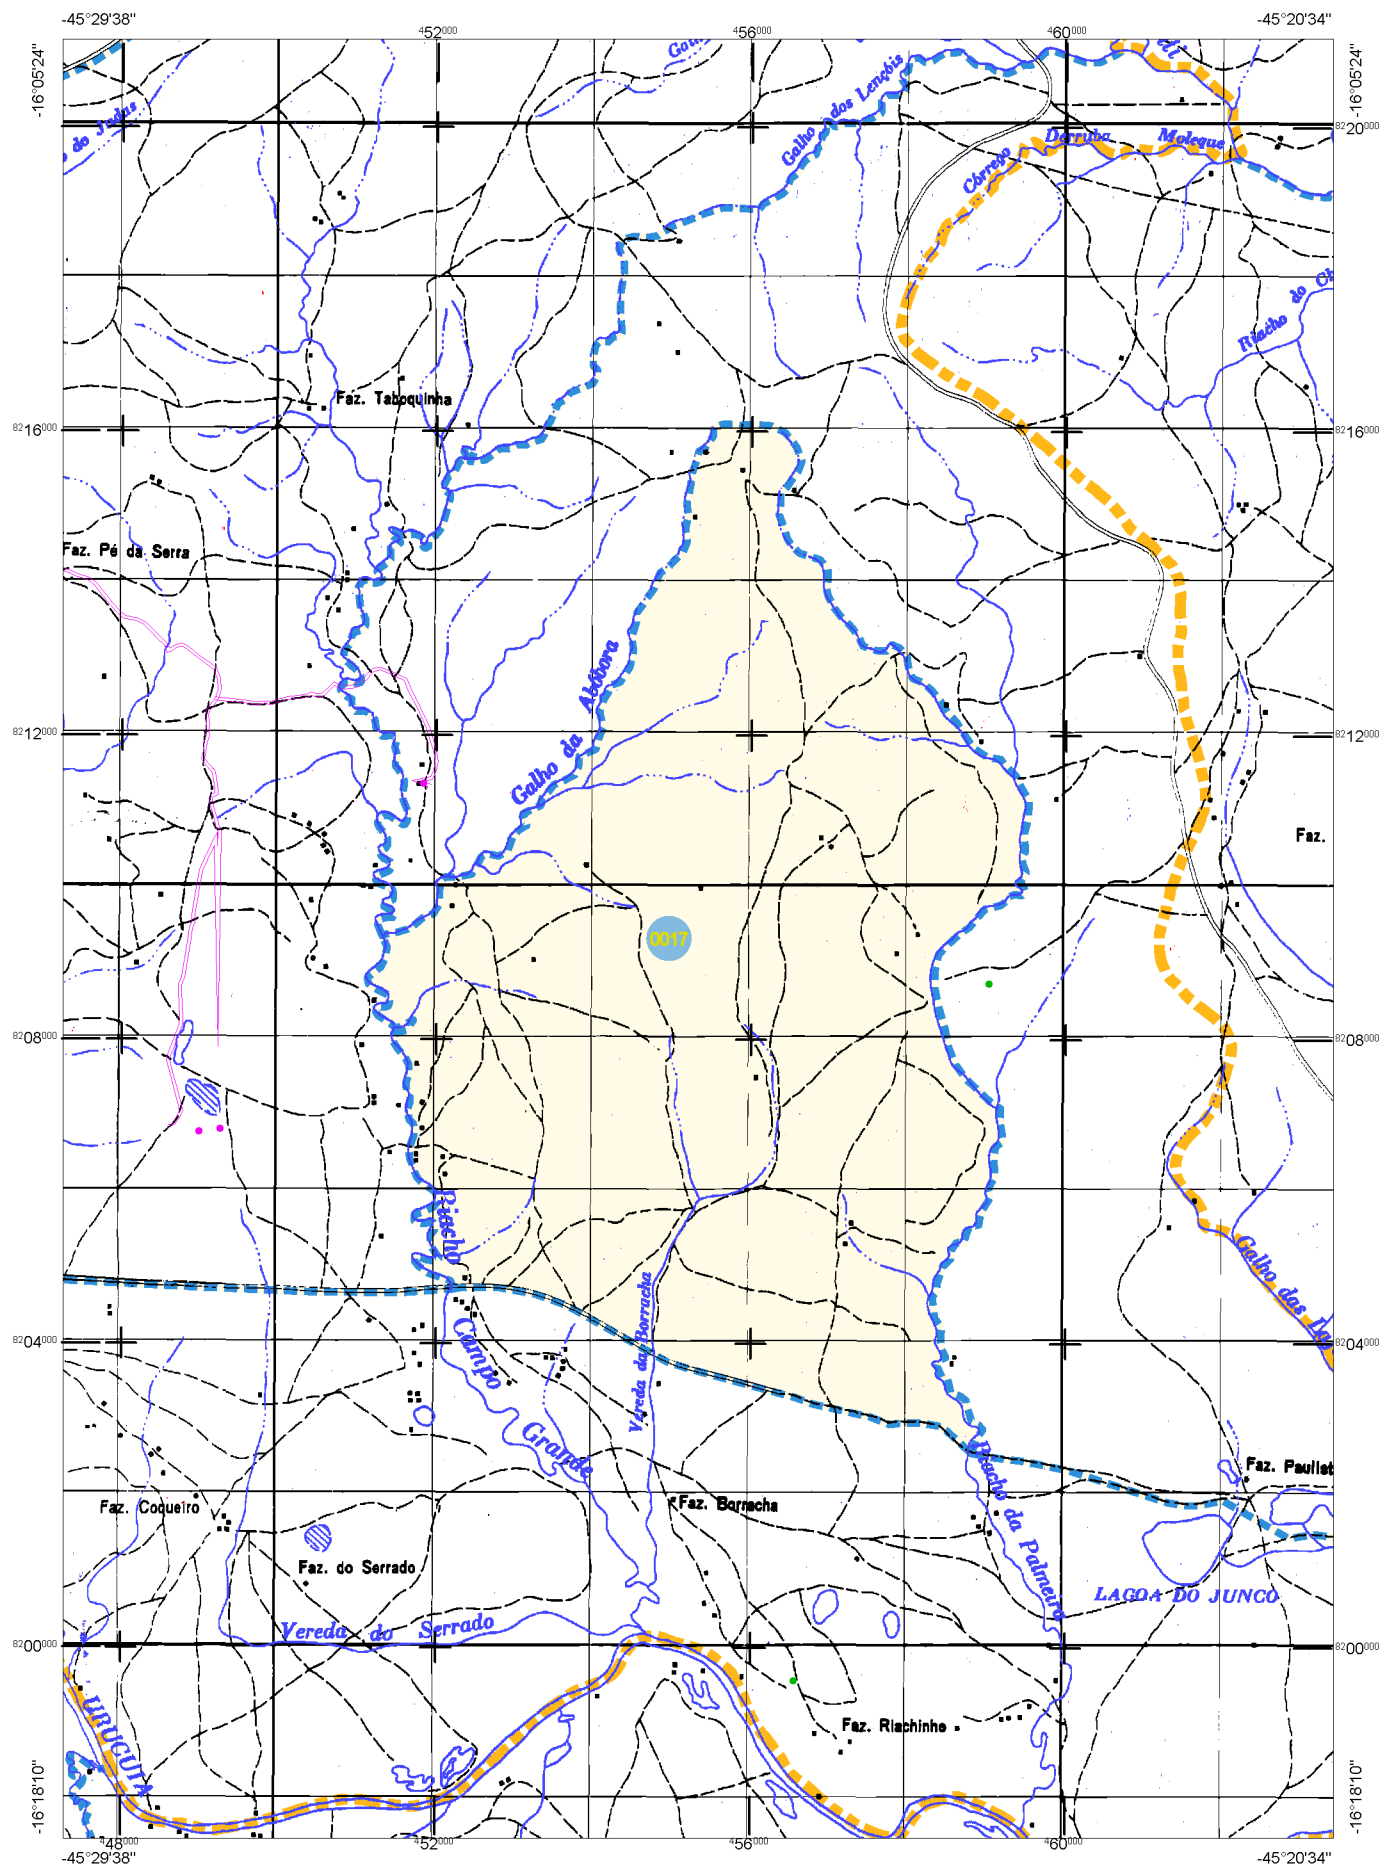 -45°29'38"
-45°20'34"
452000
456000
460000
-16°05'24"
-16°05'24"
do Judas
Galho dos Lençóis
8220000
Córrego Derruba Moleque
Riacho do
Faz. Taboquinha
8216000
8216000
Faz. Pé da Serra
Galho da Abóbora
8212000
8212000
Faz.
0017
8208000
8208000
Riacho Campo Grande
Vereda da Borracha
Galho das
8204000
8204000
Riacho da Palmeira
Faz. Coqueiro
Faz. Borracha
Faz. do Serrado
LAGOA DO JUNCO
Vereda do Serrado
8200000
8200000
URUCUIA
Faz. Riachinho
-16°18'10"
-16°18'10"
448000
452000
456000
460000
-45°29'38"
-45°20'34"